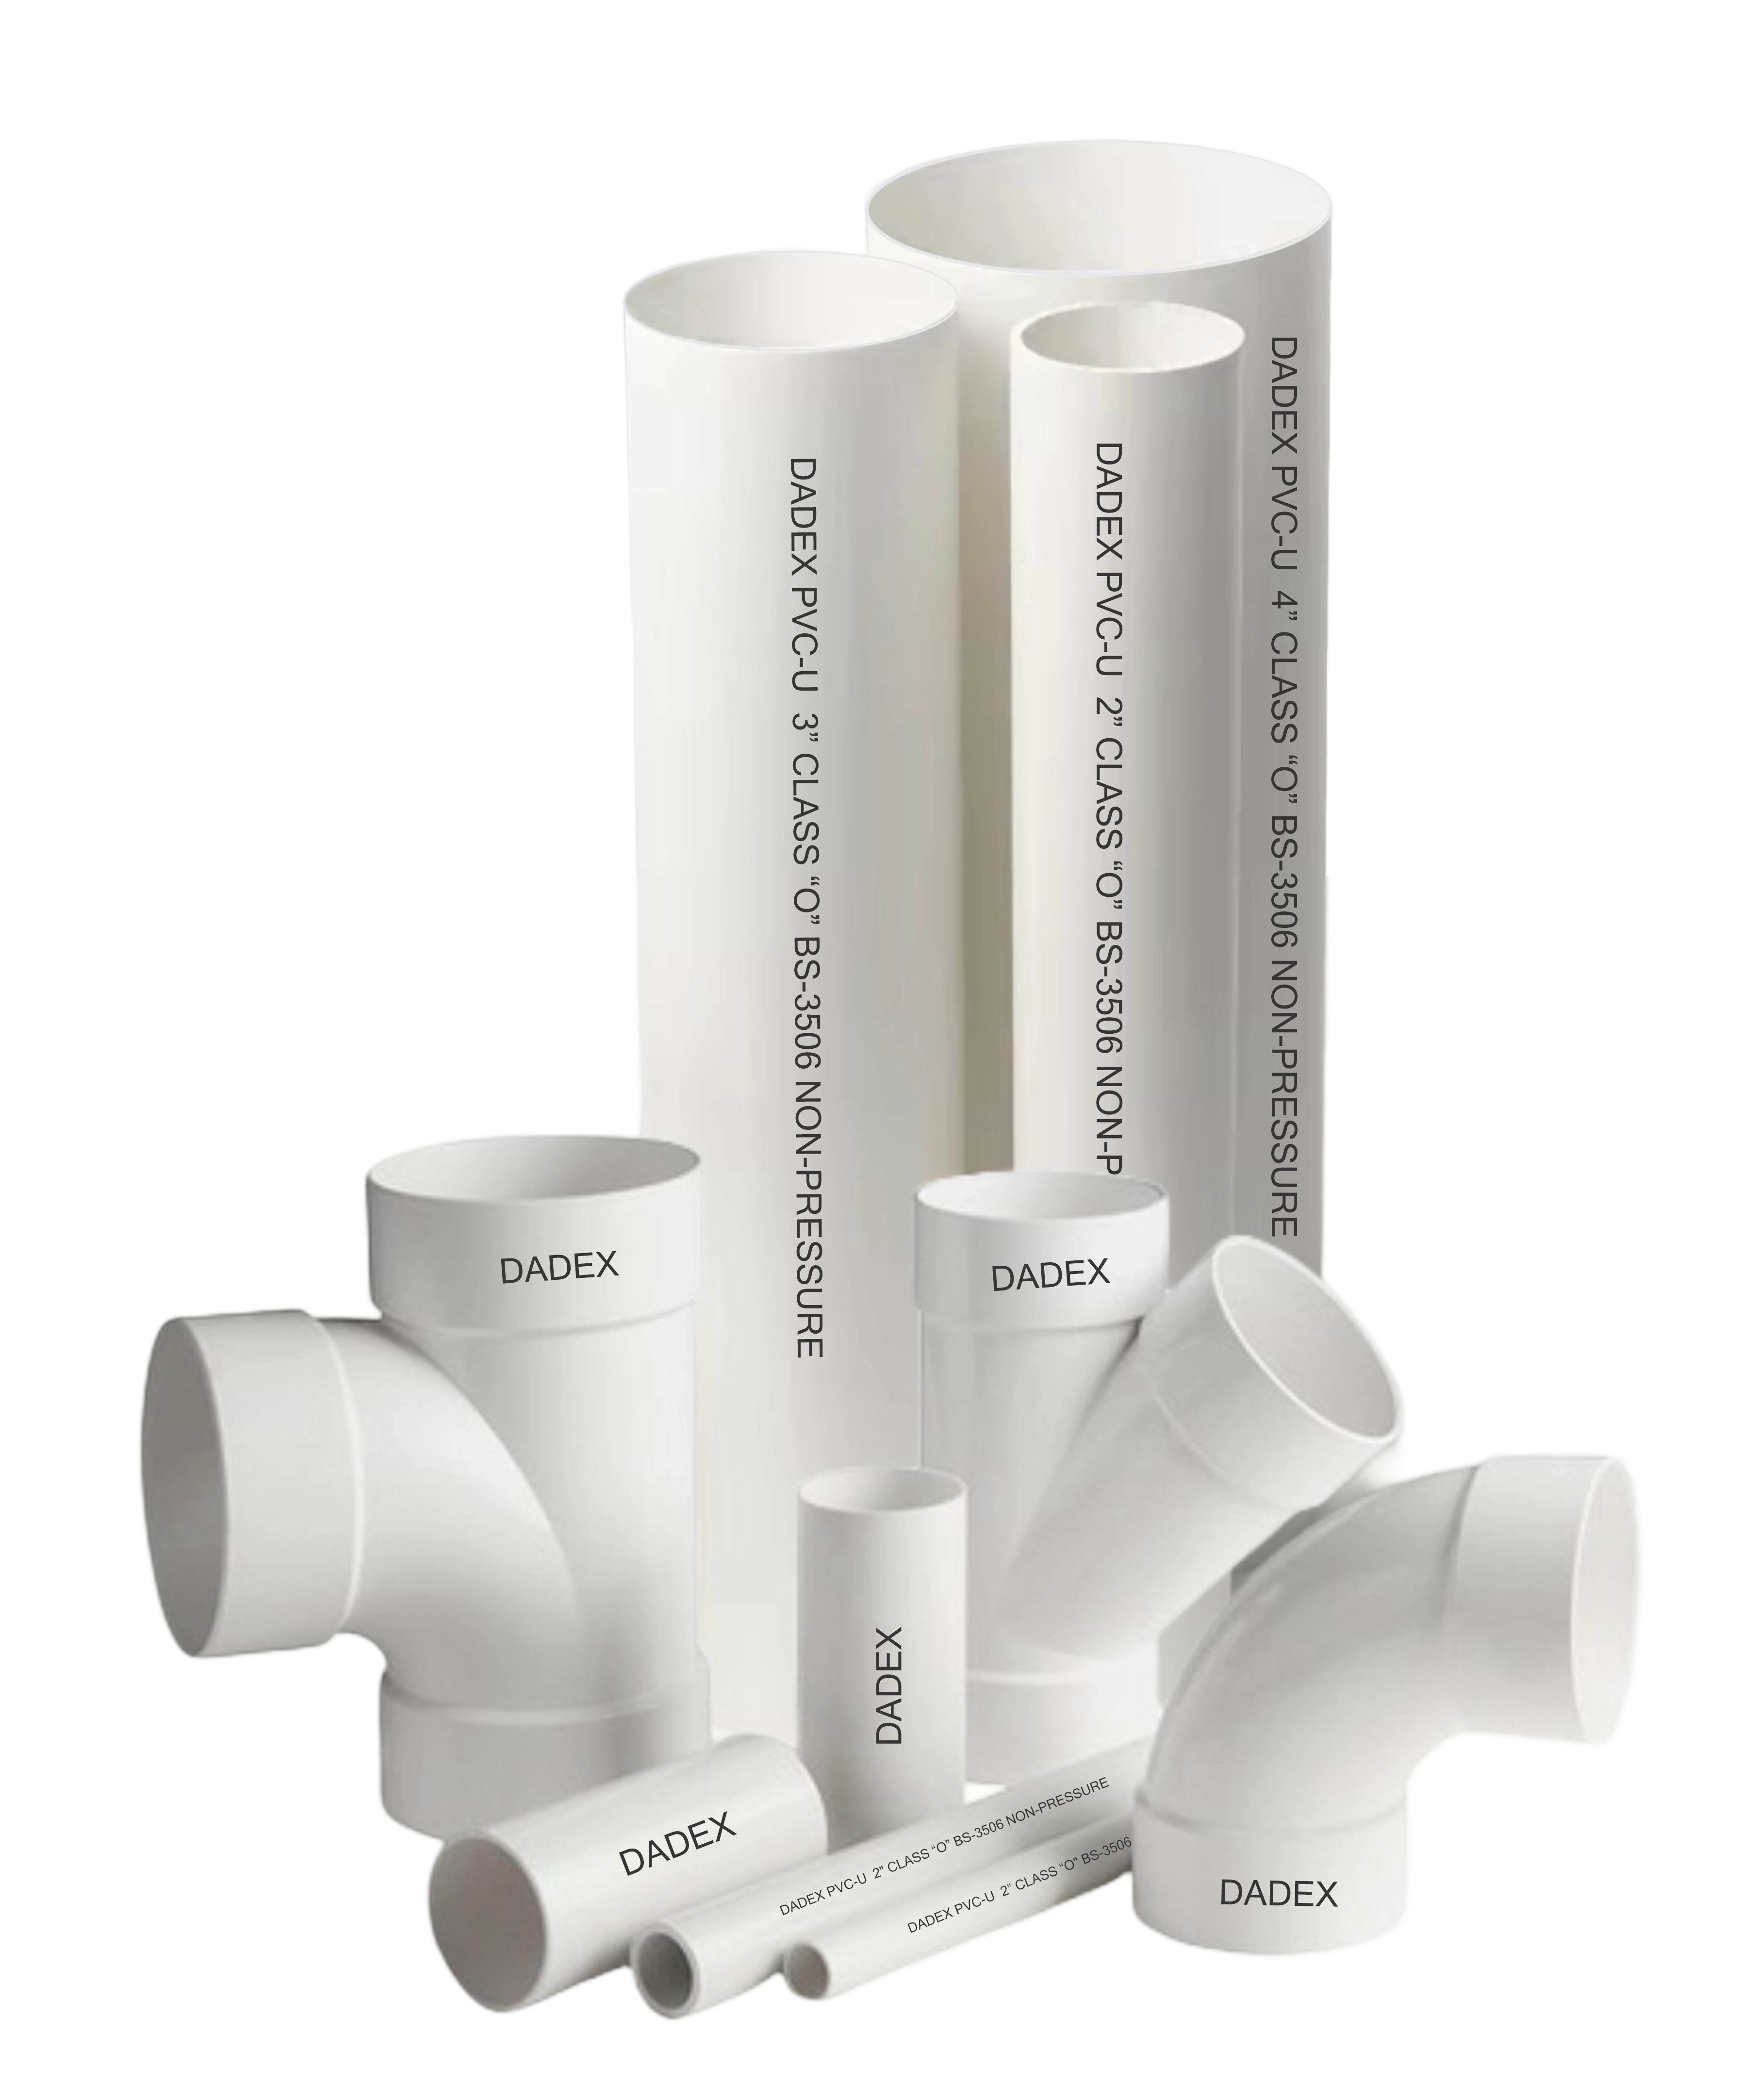 DADEX PVC-U 4” CLASS “O” BS-3506 NON-PRESSURE
DADEX PVC-U 3” CLASS “O” BS-3506 NON-PRESSURE
DADEX PVC-U 2” CLASS “O” BS-3506 NON-P
DADEX
DADEX
DADEX
DADEX
DADEX PVC-U 2” CLASS “O” BS-3506 NON-PRESSURE
DADEX PVC-U 2” CLASS “O” BS-3506
DADEX